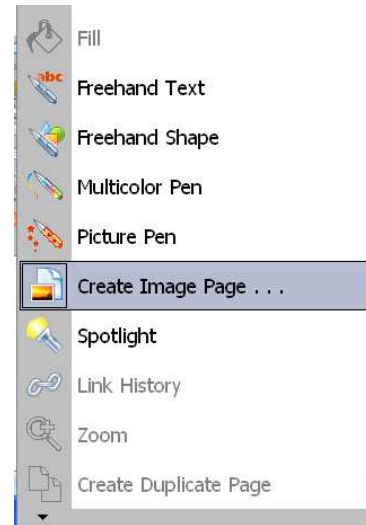 Fill
abc
Freehand Text
Freehand Shape
Multicolor Pen
Picture Pen
Create Image Page . . .
Spotlight
Link History
Zoom
Create Duplicate Page